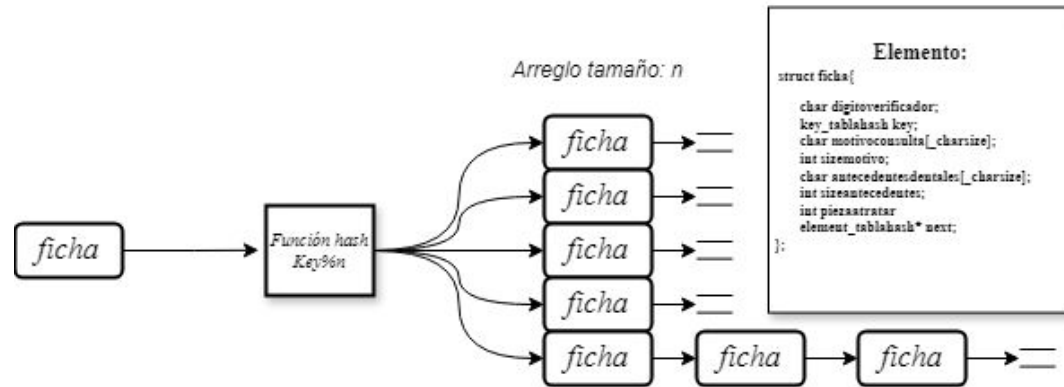 Arreglo tamaño: n
Elemento:
struct ficha{
char digitoverificador;
key_tablahash key;
char motivoconsulta[_charsize];
int sizemotivo;
char antecedentesdentales[_charsize];
int sizeantecedentes;
int piezaatratar
element_tablahash* next;
};
ficha
Función hash
Key%n
ficha
ficha
ficha
ficha
ficha
ficha
ficha